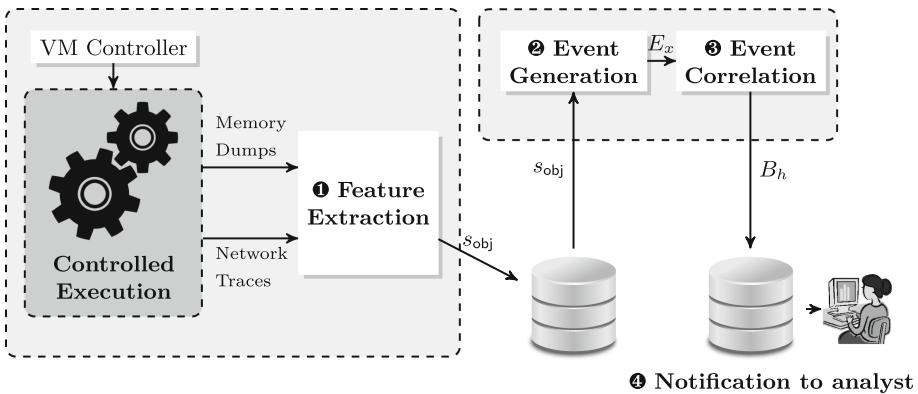 VM Controller
Controlled
Execution
Memory
Dumps
Network
Traces
❶ Feature
Extraction
s_obj
s_obj
❷ Event
Generation
E_x
❸ Event
Correlation
B_h
❹ Notification to analyst